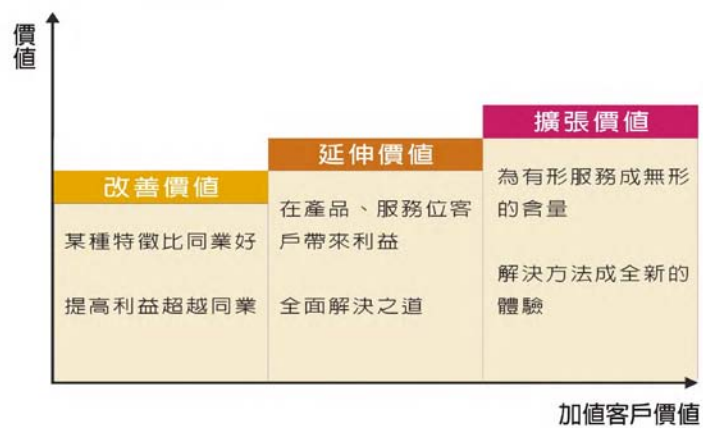 價值
改善價值
某種特徵比同業好
提高利益超越同業
延伸價值
在產品、服務位客
戶帶來利益
全面解決之道
擴張價值
為有形服務成無形
的含量
解決方法成全新的
體驗
加值客戶價值